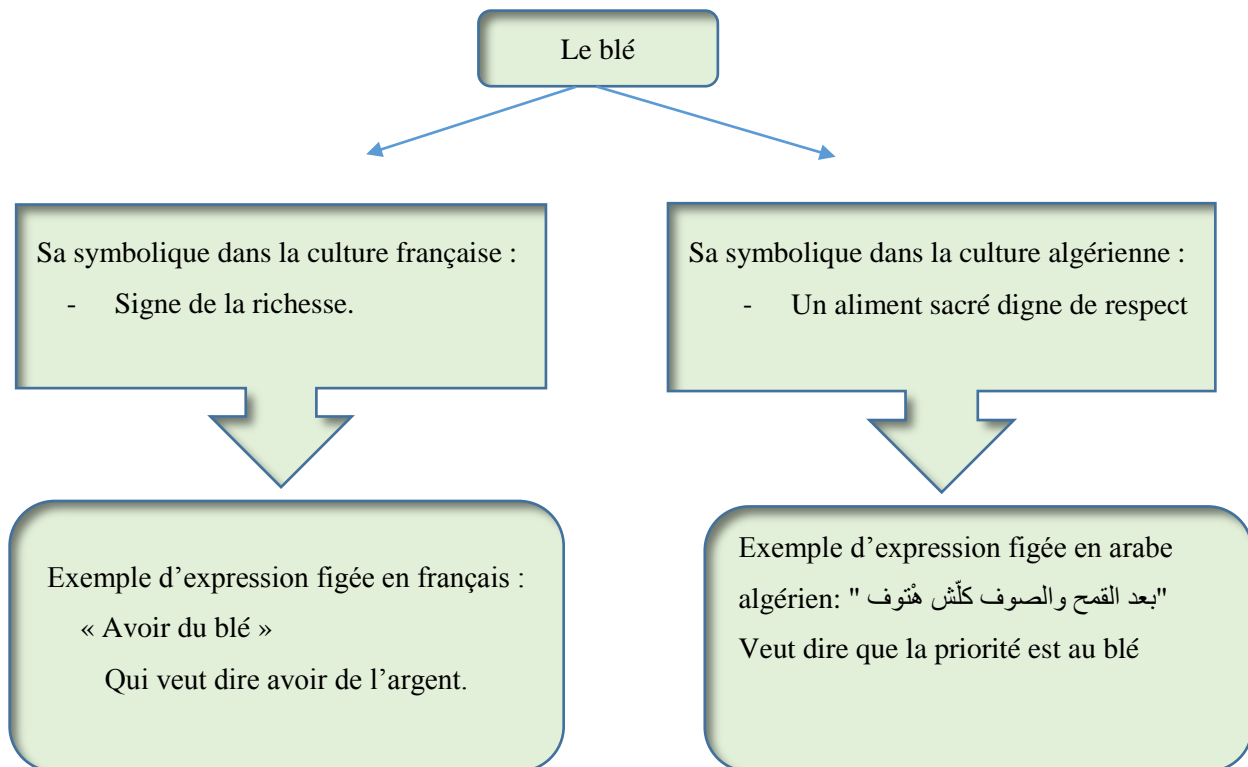 Le blé
Sa symbolique dans la culture française :
- Signe de la richesse.
Sa symbolique dans la culture algérienne :
- Un aliment sacré digne de respect
Exemple d’expression figée en français :
« Avoir du blé »
Qui veut dire avoir de l’argent.
Exemple d’expression figée en arabe
algérien: "بعد القمح والصوف كلّش هْتوف "
Veut dire que la priorité est au blé